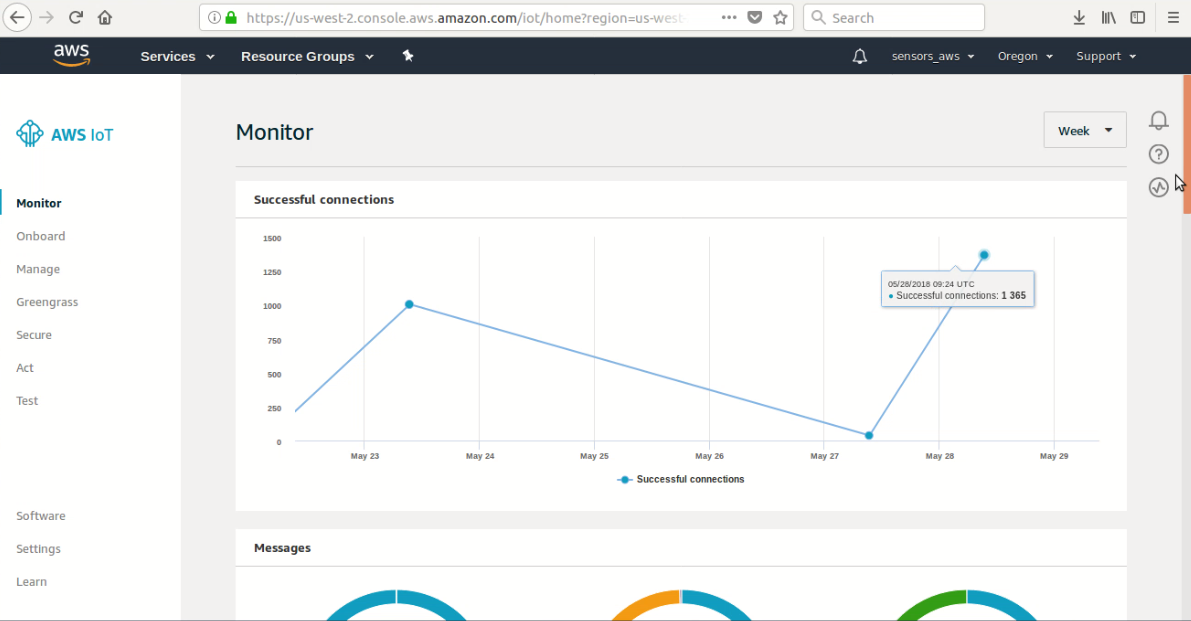 https://us-west-2.console.aws.amazon.com/iot/home?region=us-west-
Search
aws
Services
Resource Groups
sensors_aws
Oregon
Support
AWS IoT
Monitor
Onboard
Manage
Greengrass
Secure
Act
Test
Software
Settings
Learn
Monitor
Week
Successful connections
1500
1250
1000
750
500
250
0
05/28/2018 09:24 UTC
Successful connections: 1 365
May 23 May 24 May 25 May 26 May 27 May 28 May 29
Successful connections
Messages